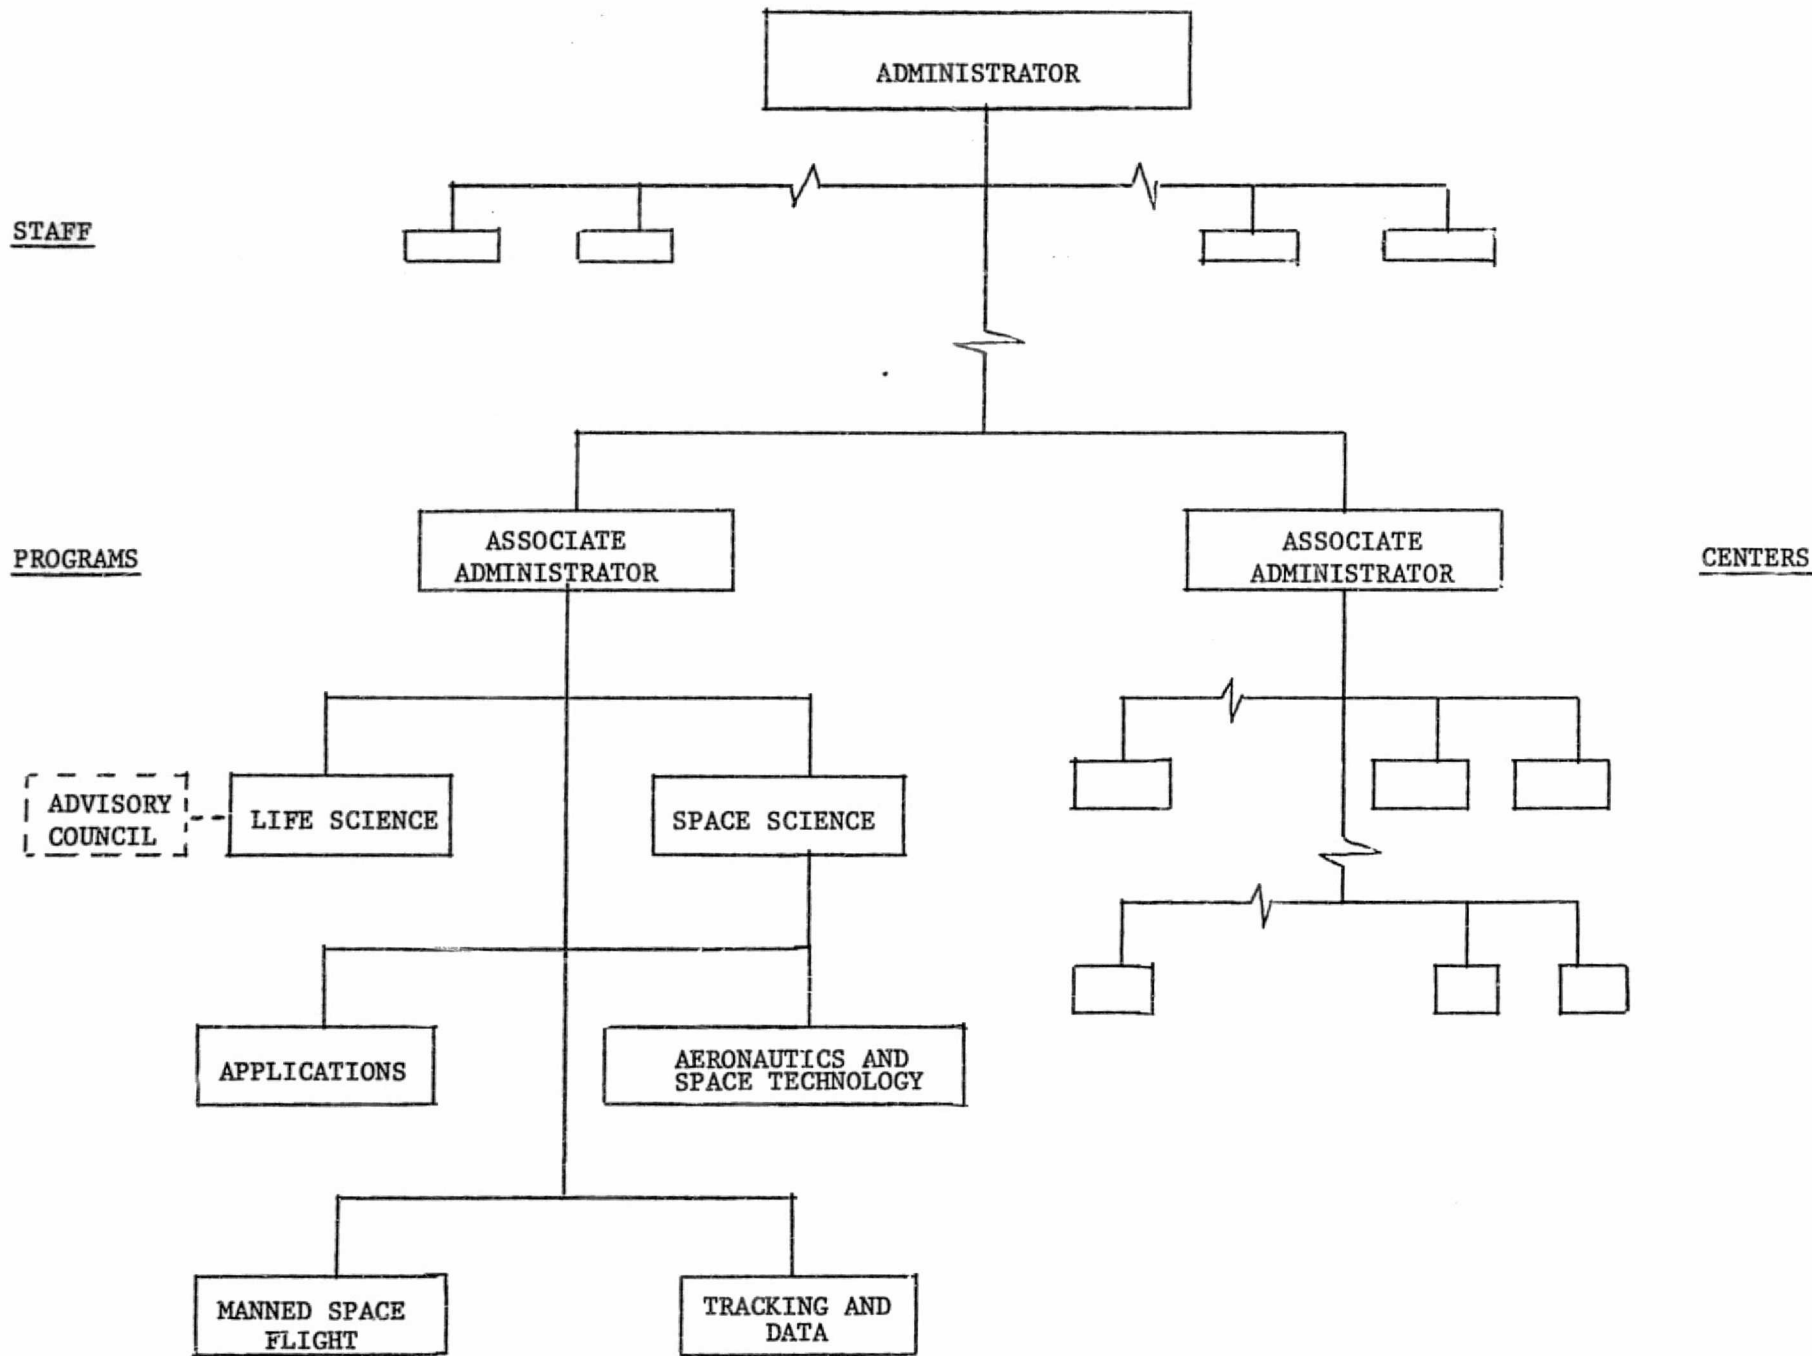 ADMINISTRATOR
STAFF
ASSOCIATE
ADMINISTRATOR
ASSOCIATE
ADMINISTRATOR
PROGRAMS
CENTERS
ADVISORY
COUNCIL
LIFE SCIENCE
SPACE SCIENCE
APPLICATIONS
AERONAUTICS AND
SPACE TECHNOLOGY
MANNED SPACE
FLIGHT
TRACKING AND
DATA